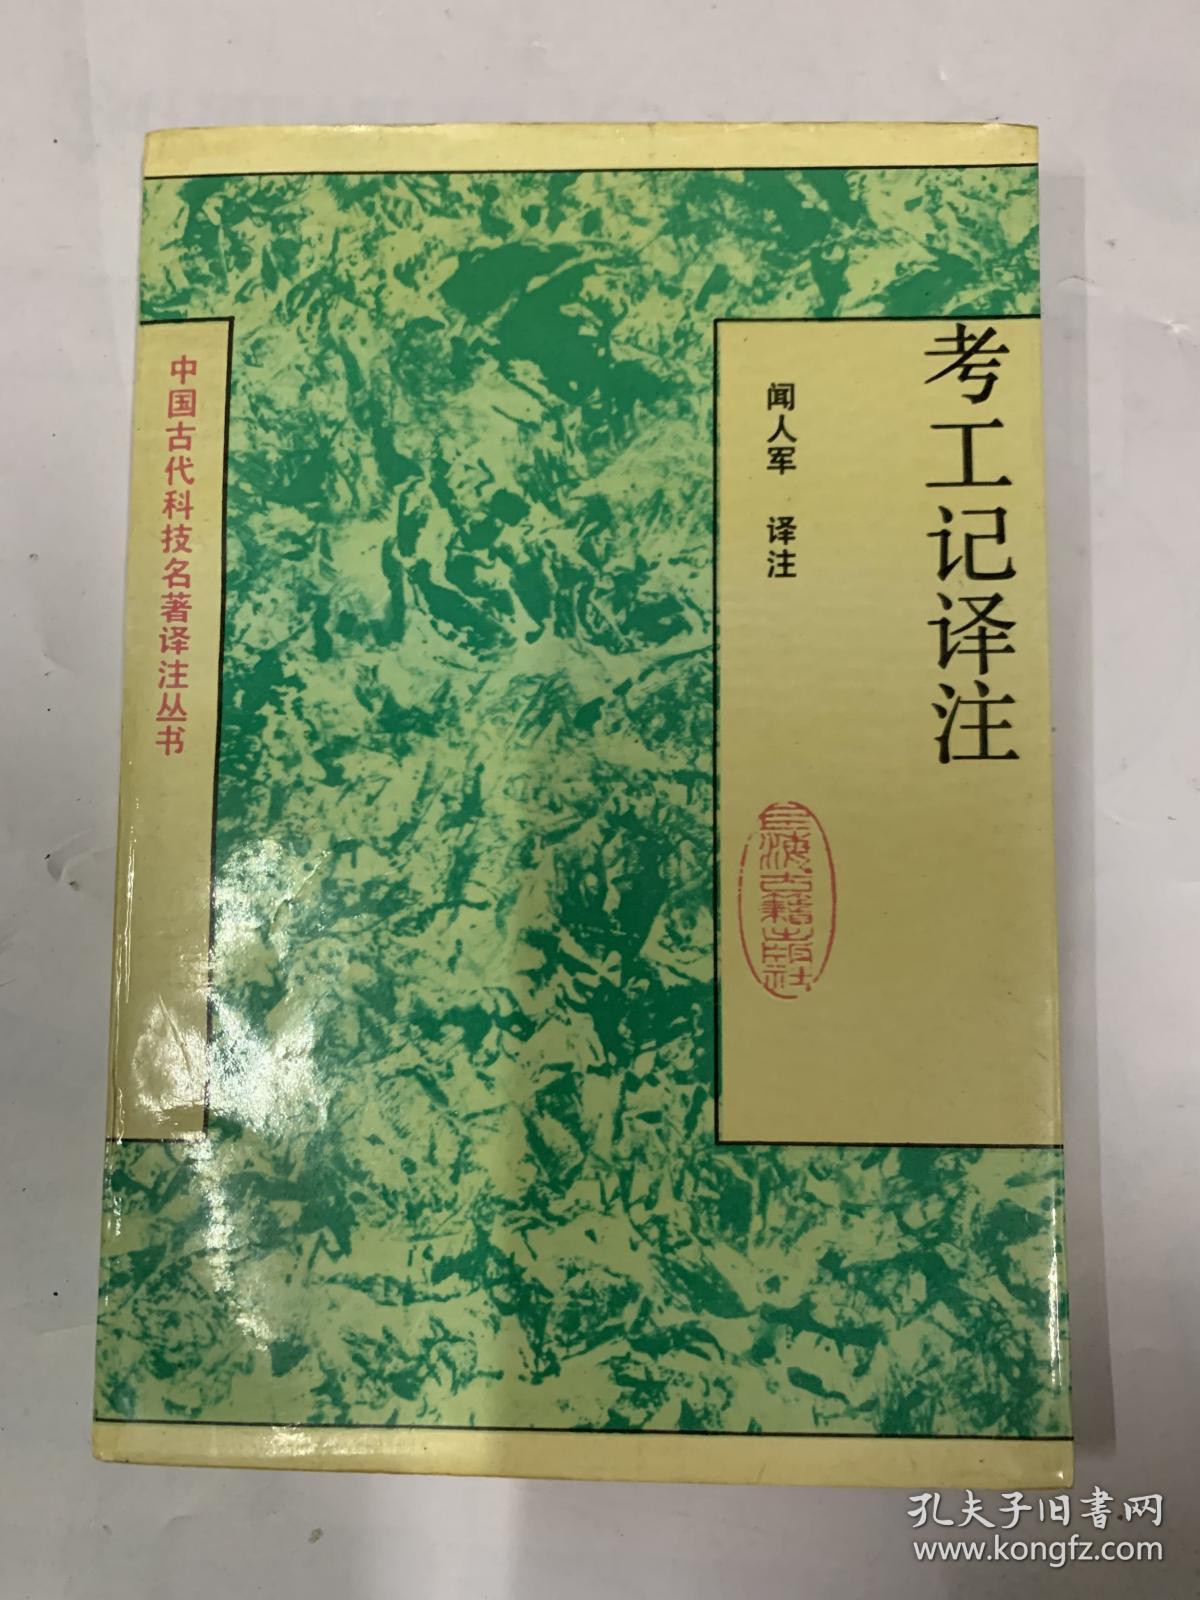 考工记译注
闻人军 译注
上海古籍出版社
中国古代科技名著译注丛书
孔夫子旧书网
www.kongfz.com